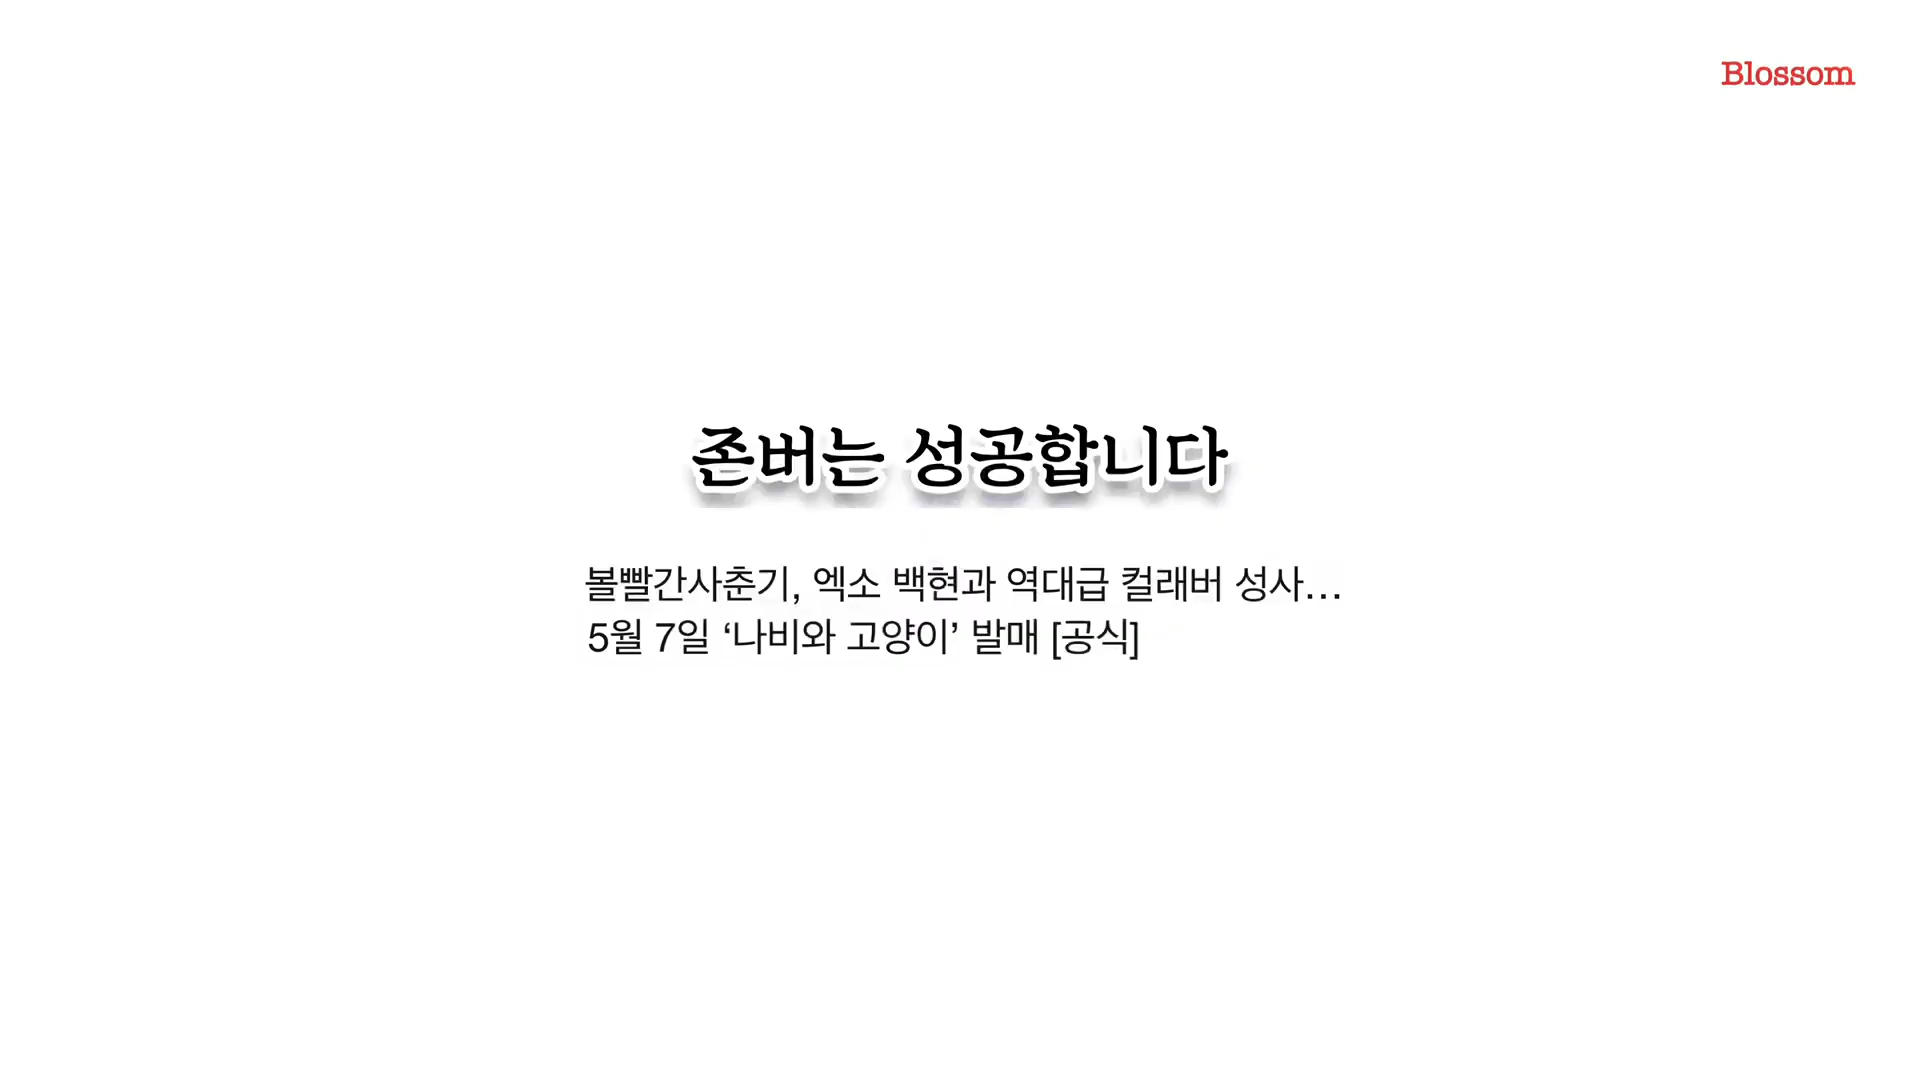 Blossom
존버는 성공합니다
볼빨간사춘기, 엑소 백현과 역대급 컬래버 성사...
5월 7일 ‘나비와 고양이’ 발매 [공식]